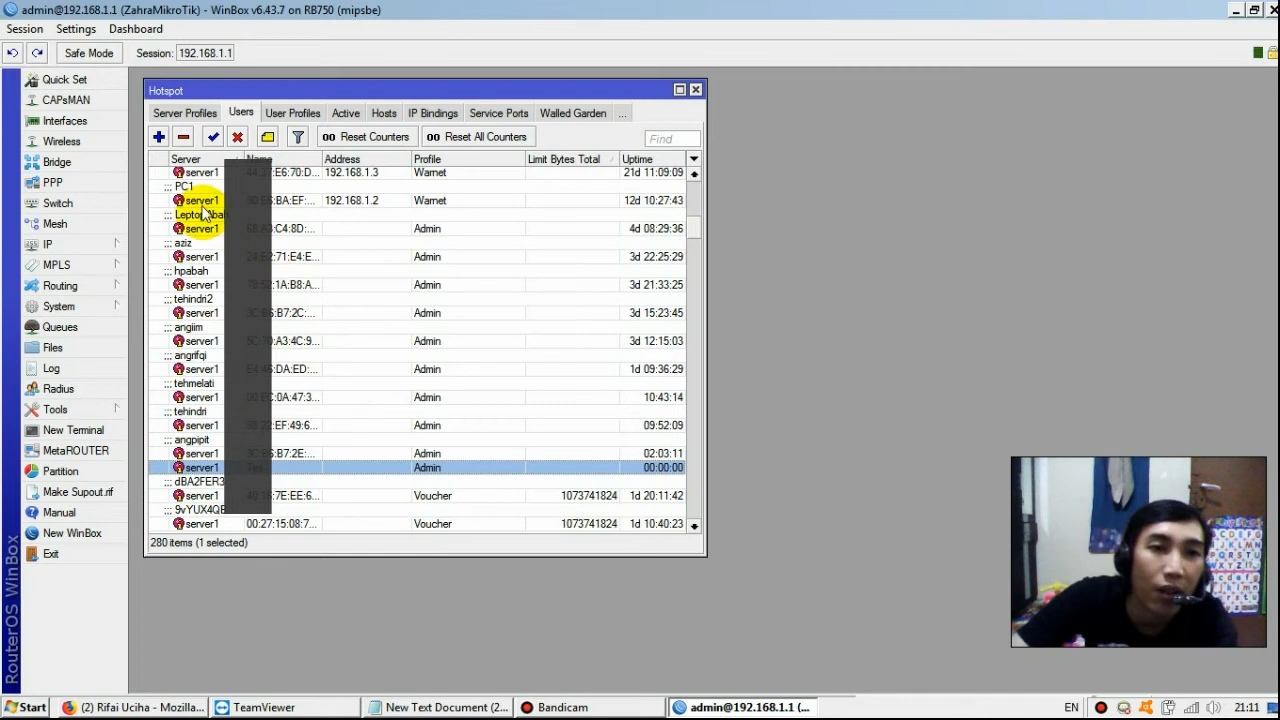 admin@192.168.1.1 (ZahraMikroTik) - WinBox v6.43.7 on RB750 (mipsbe)
Session Settings Dashboard
Safe Mode Session: 192.168.1.1
RouterOS WinBox
Quick Set
CAPsMAN
Interfaces
Wireless
Bridge
PPP
Switch
Mesh
IP
MPLS
Routing
System
Queues
Files
Log
Radius
Tools
New Terminal
MetaROUTER
Partition
Make Supout.rif
Manual
New WinBox
Exit
Hotspot
Server Profiles Users User Profiles Active Hosts IP Bindings Service Ports Walled Garden ...
00 Reset Counters 00 Reset All Counters Find
Server Name Address Profile Limit Bytes Total Uptime
server1 192.168.1.3 Warnet 21d 11:09:09
::: PC1
server1 192.168.1.2 Warnet 12d 10:27:43
:::
server1 Admin 4d 08:29:36
::: aziz
server1 Admin 3d 22:25:29
::: hpabah
server1 Admin 3d 21:33:25
::: tehindri2
server1 Admin 3d 15:23:45
::: angiim
server1 Admin 3d 12:15:03
::: angrifqi
server1 Admin 1d 09:36:29
::: tehmelati
server1 Admin 10:43:14
::: tehindri
server1 Admin 09:52:09
::: angpipit
server1 Admin 02:03:11
server1 Admin 00:00:00
::: dBA2FER3
server1 Voucher 1073741824 1d 20:11:42
:::
server1 00:27:15:08:7... Voucher 1073741824 1d 10:40:23
280 items (1 selected)
Start (2) Rifai Uciha - Mozilla... TeamViewer New Text Document (2... Bandicam admin@192.168.1.1 (... EN 21:11